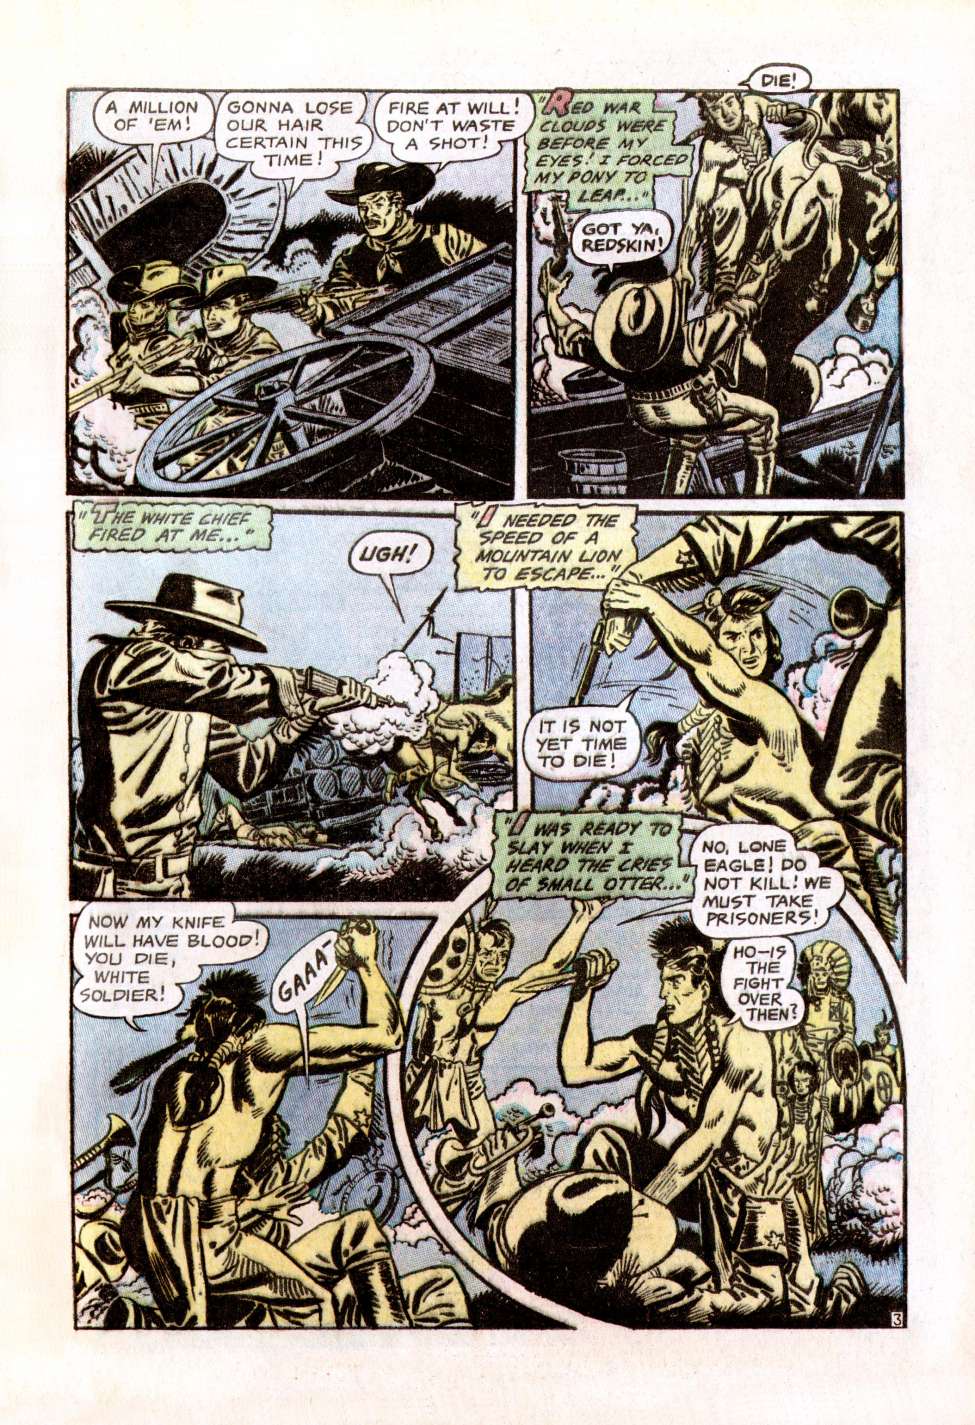 A MILLION
OF 'EM!
GONNA LOSE
OUR HAIR
CERTAIN THIS
TIME!
FIRE AT WILL!
DON'T WASTE
A SHOT!
"RED WAR
CLOUDS WERE
BEFORE MY
EYES! I FORCED
MY PONY TO
LEAP..."
DIE!
GOT YA,
REDSKIN!
"THE WHITE CHIEF
FIRED AT ME..."
UGH!
"I NEEDED THE
SPEED OF A
MOUNTAIN LION
TO ESCAPE..."
IT IS NOT
YET TIME
TO DIE!
NOW MY KNIFE
WILL HAVE BLOOD!
YOU DIE,
WHITE
SOLDIER!
GAAA-
"I WAS READY TO
SLAY WHEN I
HEARD THE CRIES
OF SMALL OTTER..."
NO, LONE
EAGLE! DO
NOT KILL! WE
MUST TAKE
PRISONERS!
HO-IS
THE
FIGHT
OVER
THEN?
3